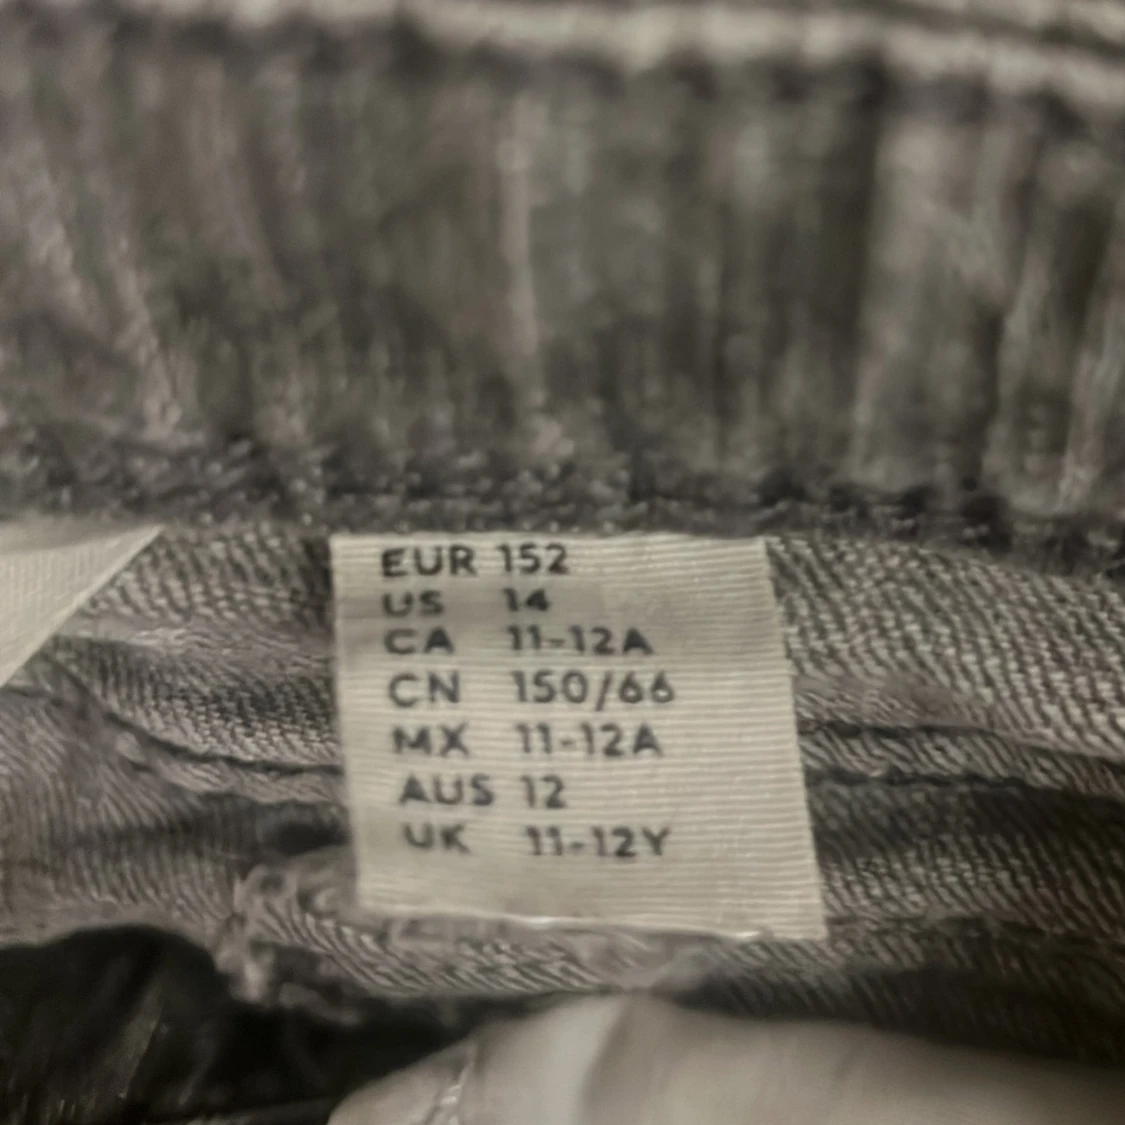 EUR 152
US 14
CA 11-12A
CN 150/66
MX 11-12A
AUS 12
UK 11-12Y